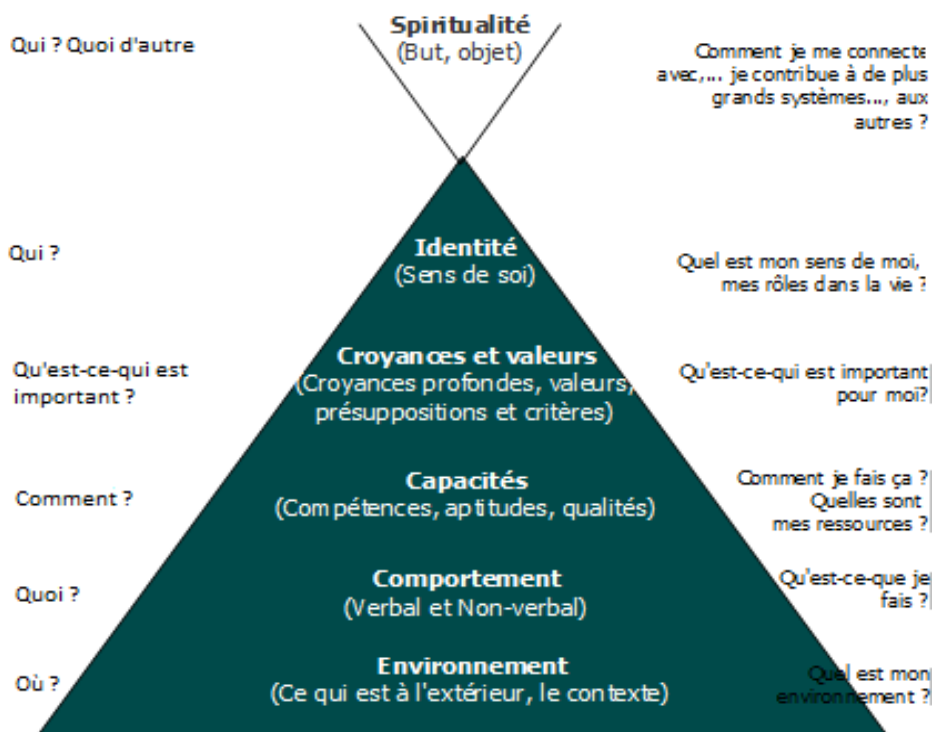 Spiritualité
(But, objet)
Qui ? Quoi d'autre
Comment je me connecte
avec,... je contribue à de plus
grands systèmes..., aux
autres ?
Identité
(Sens de soi)
Qui ?
Quel est mon sens de moi,
mes rôles dans la vie ?
Croyances et valeurs
(Croyances profondes, valeurs,
présuppositions et critères)
Qu'est-ce-qui est
important ?
Qu'est-ce-qui est important
pour moi?
Capacités
(Compétences, aptitudes, qualités)
Comment ?
Comment je fais ça ?
Quelles sont
mes ressources ?
Comportement
(Verbal et Non-verbal)
Quoi ?
Qu'est-ce-que je
fais ?
Environnement
(Ce qui est à l'extérieur, le contexte)
Où ?
Quel est mon
environnement ?